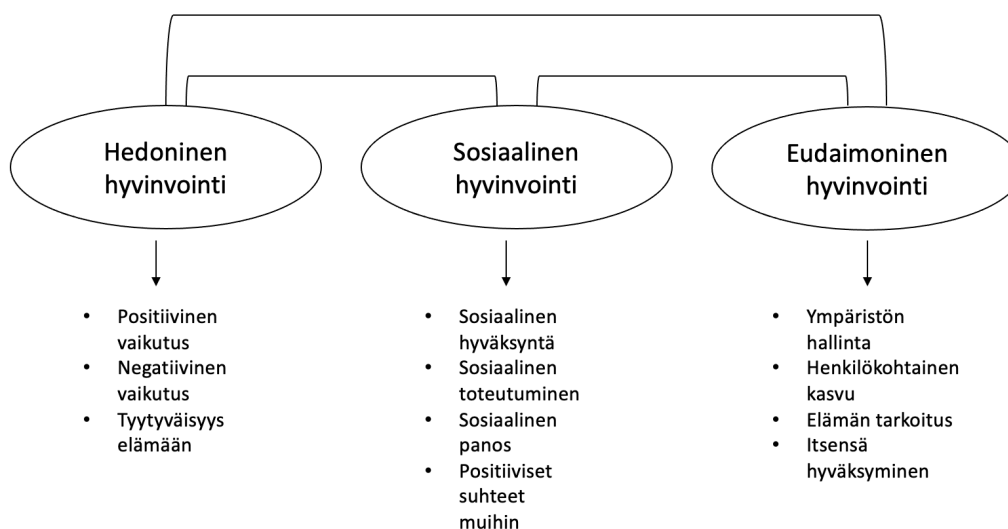 Hedoninen
hyvinvointi
Sosiaalinen
hyvinvointi
Eudaimoninen
hyvinvointi
• Positiivinen
vaikutus
• Negatiivinen
vaikutus
• Tyytyväisyys
elämään
• Sosiaalinen
hyväksyntä
• Sosiaalinen
toteutuminen
• Sosiaalinen
panos
• Positiiviset
suhteet
muihin
• Ympäristön
hallinta
• Henkilökohtainen
kasvu
• Elämän tarkoitus
• Itsensä
hyväksyminen